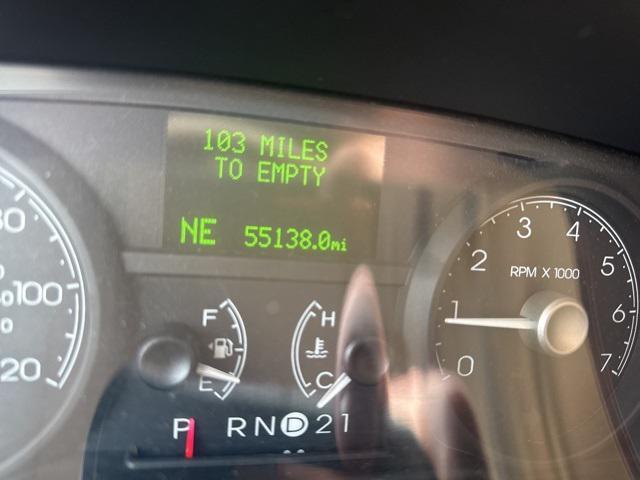 103 MILES
TO EMPTY
NE 55138.0mi
80
100
120
F
E
H
C
P R N D 2 1
0
1
2
3
4
5
6
7
RPM X 1000